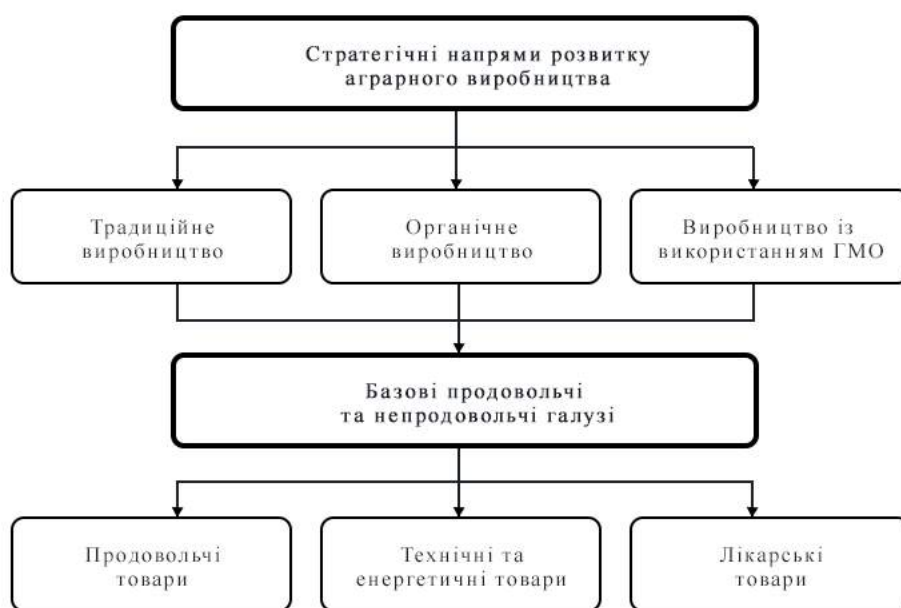 Стратегічні напрями розвитку
аграрного виробництва
Традиційне
виробництво
Органічне
виробництво
Виробництво із
використанням ГМО
Базові продовольчі
та непродовольчі галузі
Продовольчі
товари
Технічні та
енергетичні товари
Лікарські
товари